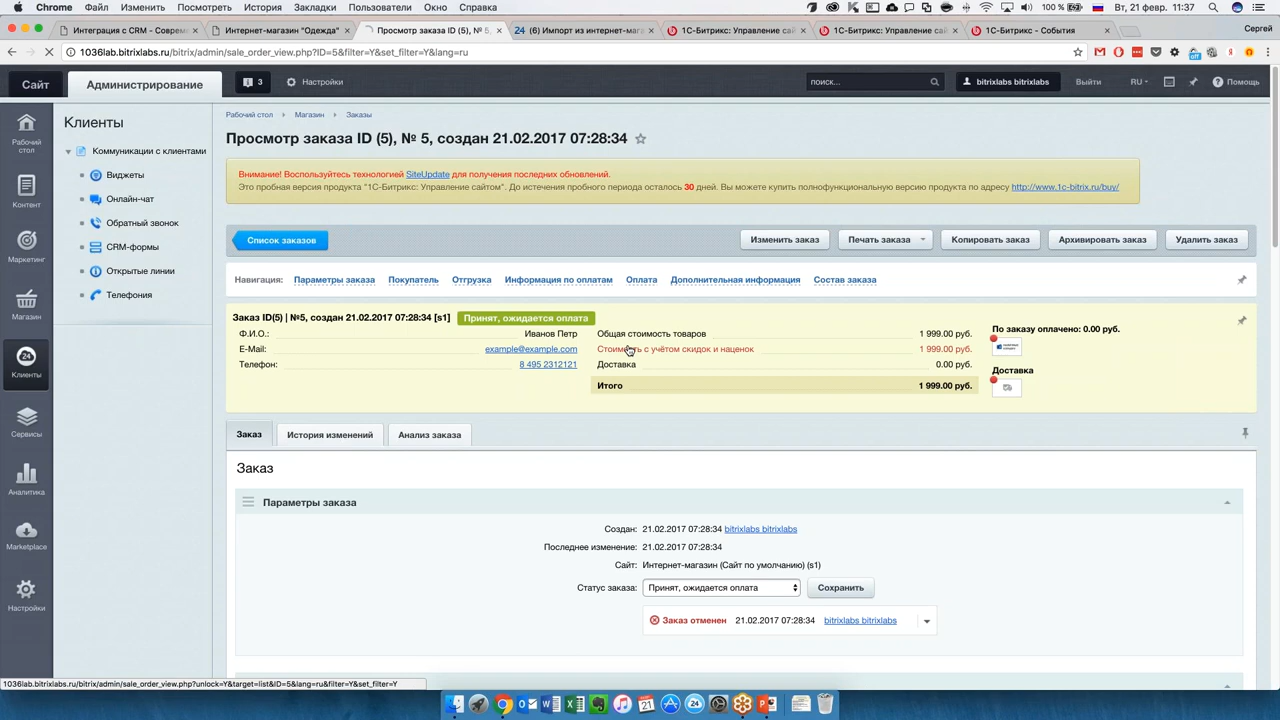 Chrome Файл Изменить Посмотреть История Закладки Пользователи Окно Справка
100 % Вт, 21 февр. 11:37
Интеграция с CRM - Соврем
Интернет-магазин "Одежда"
Просмотр заказа ID (5), № 5,
24 (6) Импорт из интернет-мага
1С-Битрикс: Управление сай
1С-Битрикс: Управление сай
1С-Битрикс - События
Сергей
1036lab.bitrixlabs.ru/bitrix/admin/sale_order_view.php?ID=5&filter=Y&set_filter=Y&lang=ru
Сайт
Администрирование
3
Настройки
поиск...
bitrixlabs bitrixlabs
Выйти
RU
Помощь
Рабочий стол
Контент
Маркетинг
Магазин
24
Клиенты
Сервисы
Аналитика
Marketplace
Настройки
Клиенты
Коммуникации с клиентами
Виджеты
Онлайн-чат
Обратный звонок
CRM-формы
Открытые линии
Телефония
Рабочий стол Магазин Заказы
Просмотр заказа ID (5), № 5, создан 21.02.2017 07:28:34
Внимание! Воспользуйтесь технологией SiteUpdate для получения последних обновлений.
Это пробная версия продукта "1С-Битрикс: Управление сайтом". До истечения пробного периода осталось 30 дней. Вы можете купить полнофункциональную версию продукта по адресу http://www.1c-bitrix.ru/buy/
Список заказов
Изменить заказ
Печать заказа
Копировать заказ
Архивировать заказ
Удалить заказ
Навигация: Параметры заказа Покупатель Отгрузка Информация по оплатам Оплата Дополнительная информация Состав заказа
Заказ ID(5) | №5, создан 21.02.2017 07:28:34 [s1] Принят, ожидается оплата
Ф.И.О.: Иванов Петр
E-Mail: example@example.com
Телефон: 8 495 2312121
Общая стоимость товаров 1 999.00 руб.
Стоимость с учётом скидок и наценок 1 999.00 руб.
Доставка 0.00 руб.
Итого 1 999.00 руб.
По заказу оплачено: 0.00 руб.
Доставка
Заказ
История изменений
Анализ заказа
Заказ
Параметры заказа
Создан: 21.02.2017 07:28:34 bitrixlabs bitrixlabs
Последнее изменение: 21.02.2017 07:28:34
Сайт: Интернет-магазин (Сайт по умолчанию) (s1)
Статус заказа: Принят, ожидается оплата Сохранить
Заказ отменен 21.02.2017 07:28:34 bitrixlabs bitrixlabs
1036lab.bitrixlabs.ru/bitrix/admin/sale_order_view.php?unlock=Y&target=list&ID=5&lang=ru&filter=Y&set_filter=Y